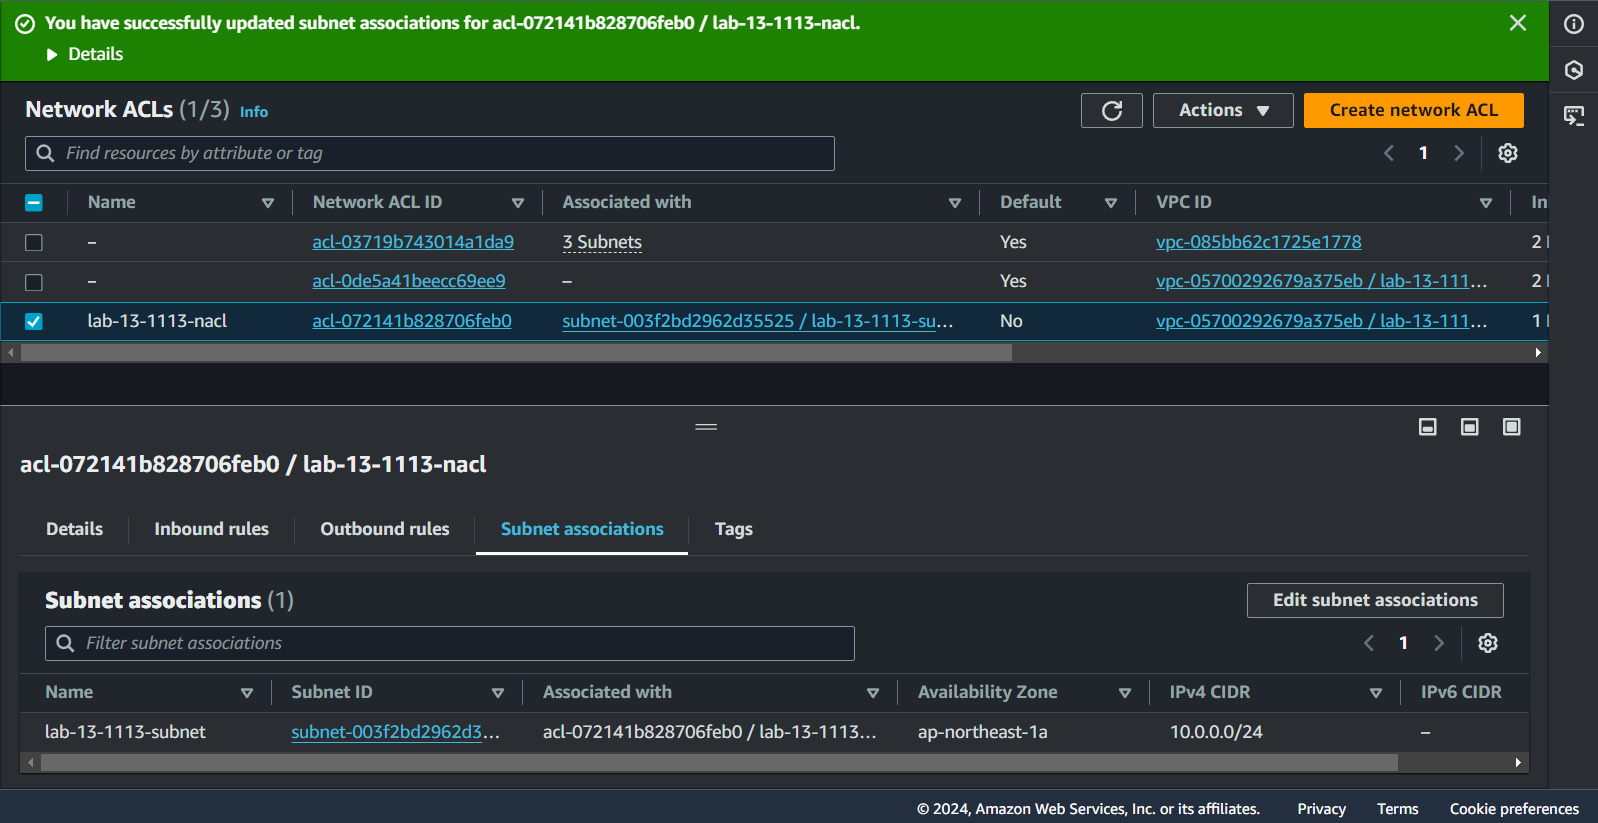 You have successfully updated subnet associations for acl-072141b828706feb0 / lab-13-1113-nacl.
Details
Network ACLs (1/3) Info
Actions
Create network ACL
Find resources by attribute or tag
1
Name Network ACL ID Associated with Default VPC ID In
– acl-03719b743014a1da9 3 Subnets Yes vpc-085bb62c1725e1778 2
– acl-0de5a41beecc69ee9 – Yes vpc-05700292679a375eb / lab-13-111... 2
lab-13-1113-nacl acl-072141b828706feb0 subnet-003f2bd2962d35525 / lab-13-1113-su... No vpc-05700292679a375eb / lab-13-111... 1
acl-072141b828706feb0 / lab-13-1113-nacl
Details Inbound rules Outbound rules Subnet associations Tags
Subnet associations (1)
Edit subnet associations
Filter subnet associations
1
Name Subnet ID Associated with Availability Zone IPv4 CIDR IPv6 CIDR
lab-13-1113-subnet subnet-003f2bd2962d3... acl-072141b828706feb0 / lab-13-1113... ap-northeast-1a 10.0.0.0/24 –
© 2024, Amazon Web Services, Inc. or its affiliates. Privacy Terms Cookie preferences